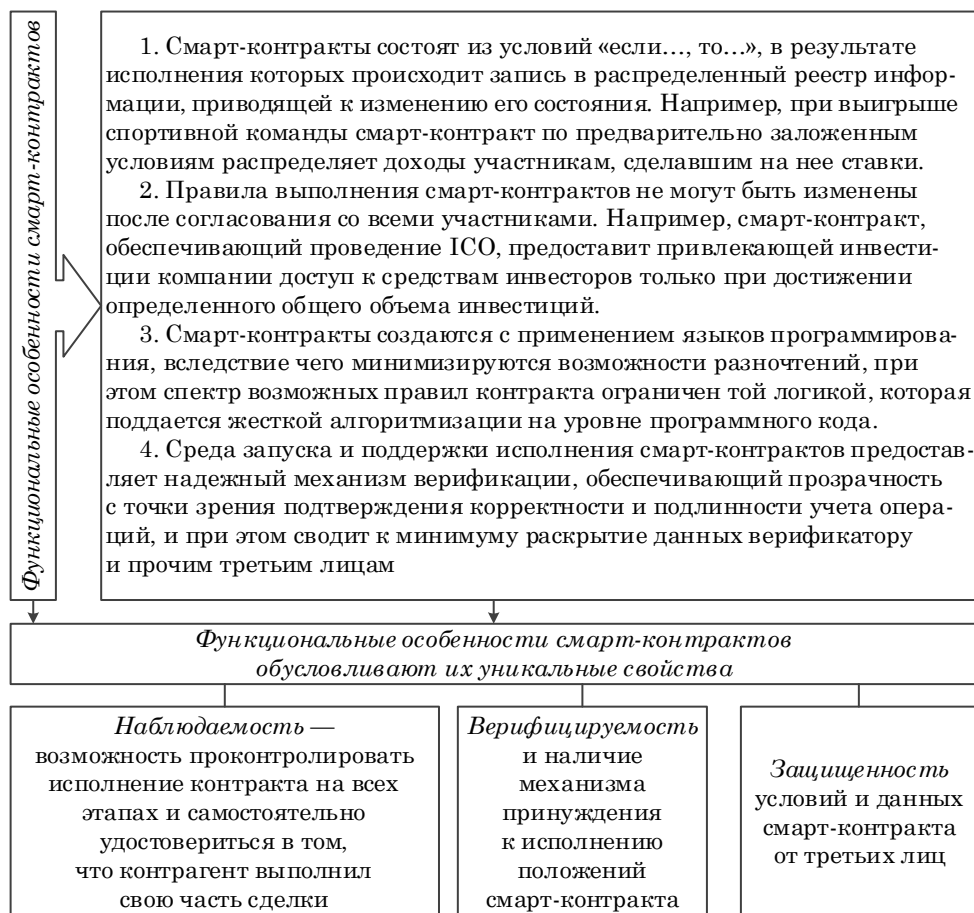 Функциональные особенности смарт-контрактов
1. Смарт-контракты состоят из условий «если…, то…», в результате
исполнения которых происходит запись в распределенный реестр инфор-
мации, приводящей к изменению его состояния. Например, при выигрыше
спортивной команды смарт-контракт по предварительно заложенным
условиям распределяет доходы участникам, сделавшим на нее ставки.
2. Правила выполнения смарт-контрактов не могут быть изменены
после согласования со всеми участниками. Например, смарт-контракт,
обеспечивающий проведение ICO, предоставит привлекающей инвести-
ции компании доступ к средствам инвесторов только при достижении
определенного общего объема инвестиций.
3. Смарт-контракты создаются с применением языков программирова-
ния, вследствие чего минимизируются возможности разночтений, при
этом спектр возможных правил контракта ограничен той логикой, которая
поддается жесткой алгоритмизации на уровне программного кода.
4. Среда запуска и поддержки исполнения смарт-контрактов предостав-
ляет надежный механизм верификации, обеспечивающий прозрачность
с точки зрения подтверждения корректности и подлинности учета опера-
ций, и при этом сводит к минимуму раскрытие данных верификатору
и прочим третьим лицам
Функциональные особенности смарт-контрактов
обусловливают их уникальные свойства
Наблюдаемость —
возможность проконтролировать
исполнение контракта на всех
этапах и самостоятельно
удостовериться в том,
что контрагент выполнил
свою часть сделки
Верифицируемость
и наличие
механизма
принуждения
к исполнению
положений
смарт-контракта
Защищенность
условий и данных
смарт-контракта
от третьих лиц